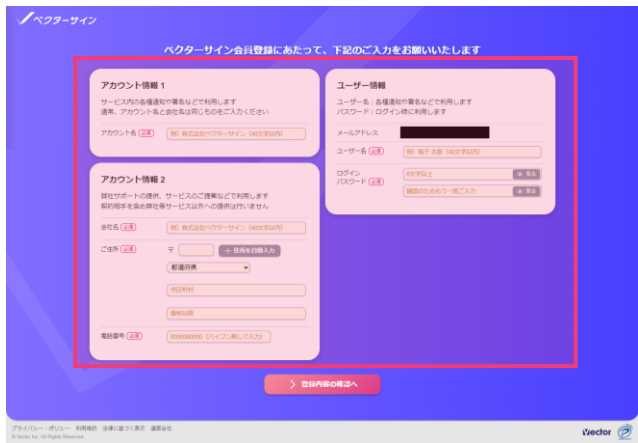 ベクターサイン
ベクターサイン会員登録にあたって、下記のご入力をお願いいたします
アカウント情報 1
サービス内の各種通知や署名などで利用します
通常、アカウント名と会社名は同じものをご入力ください
アカウント名 必須 例）株式会社ベクターサイン（40文字以内）
アカウント情報 2
弊社サポートの提供、サービスのご提案などで利用します
契約相手を含め弊社等サービス以外への提供は行いません
会社名 必須 例）株式会社ベクターサイン（40文字以内）
ご住所 必須 〒 ＋ 住所を自動入力
都道府県
市区町村
番地以降
電話番号 必須 0000000000（ハイフン無しで入力）
ユーザー情報
ユーザー名：各種通知や署名などで利用します
パスワード：ログイン時に利用します
メールアドレス
ユーザー名 必須 例）電子 太郎（40文字以内）
ログイン
パスワード 必須 8文字以上 見る
確認のためもう一度ご入力 見る
登録内容の確認へ
プライバシー・ポリシー 利用規約 法律に基づく表示 運営会社
© Vector Inc. All Rights Reserved.
Vector